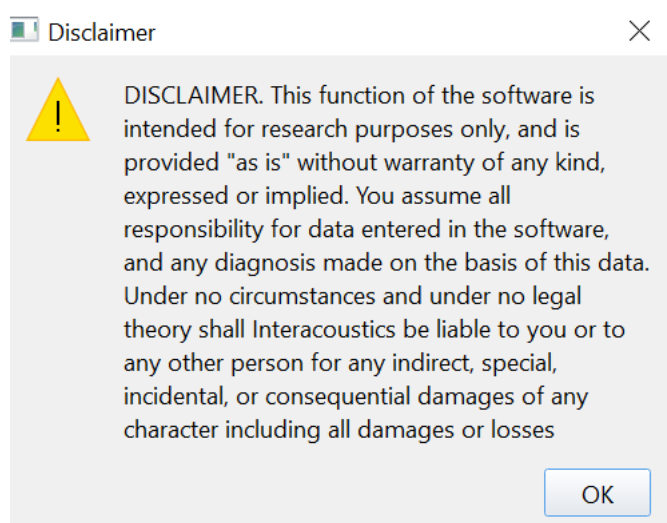 Disclaimer
DISCLAIMER. This function of the software is
intended for research purposes only, and is
provided "as is" without warranty of any kind,
expressed or implied. You assume all
responsibility for data entered in the software,
and any diagnosis made on the basis of this data.
Under no circumstances and under no legal
theory shall Interacoustics be liable to you or to
any other person for any indirect, special,
incidental, or consequential damages of any
character including all damages or losses
OK